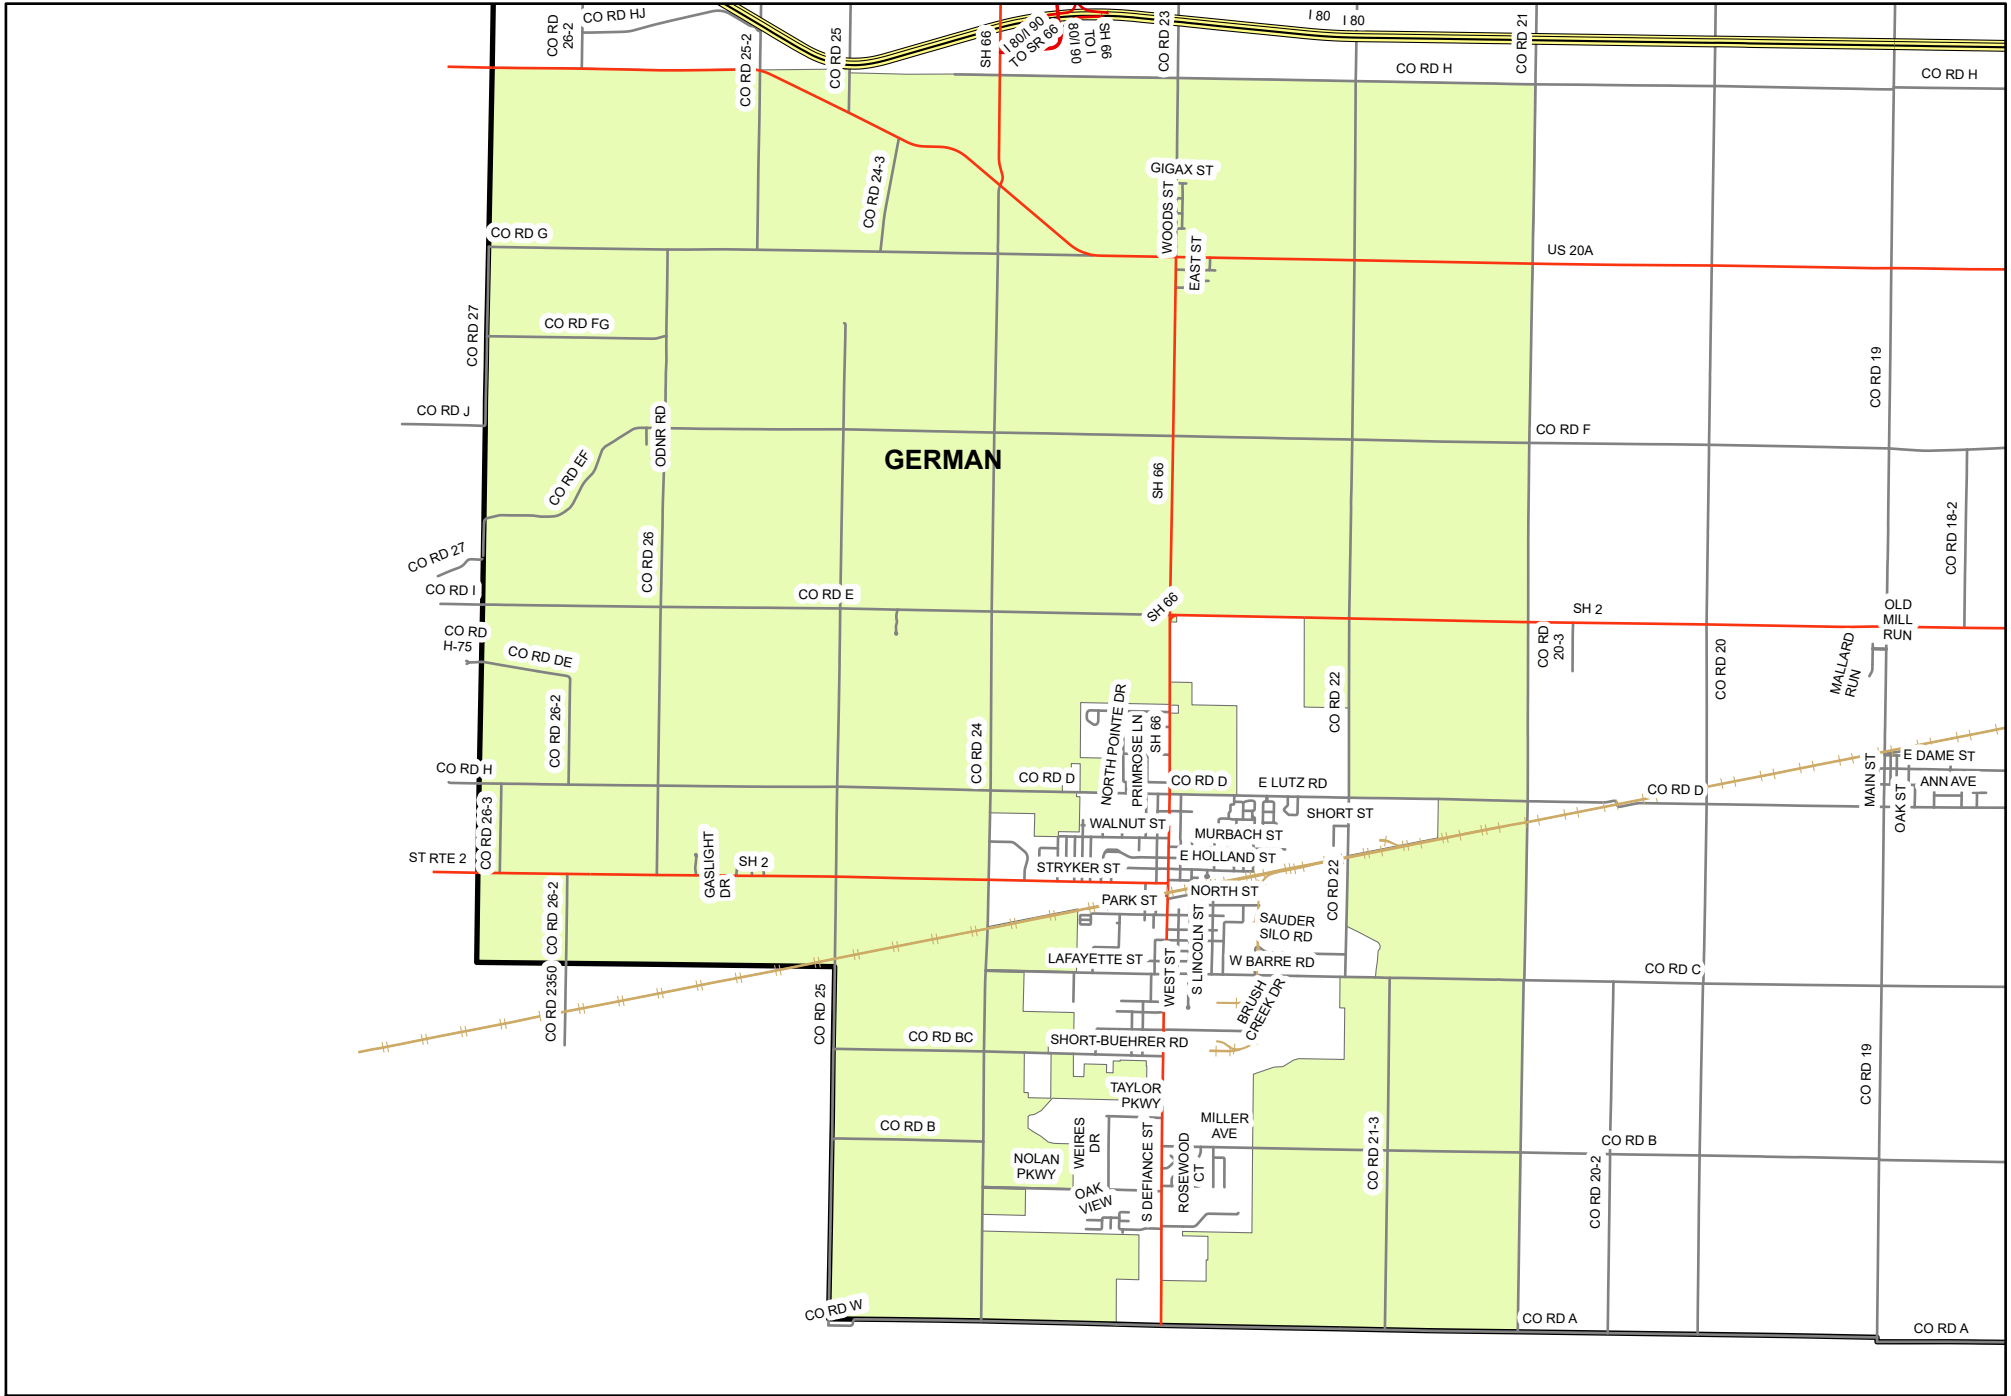 CO RD
26-2
CO RD HJ
CO RD 25-2
CO RD 25
SH 66
I 80/I 90
TO SR 66
SH 66
TO I
80/I 90
CO RD 23
I 80
I 80
CO RD 21
CO RD H
CO RD H
CO RD 24-3
GIGAX ST
WOODS ST
EAST ST
CO RD G
US 20A
CO RD 27
CO RD FG
CO RD 19
CO RD J
ODNR RD
CO RD F
CO RD EF
GERMAN
SH 66
CO RD 18-2
CO RD 27
CO RD 26
CO RD I
CO RD E
SH 66
SH 2
CO RD
H-75
CO RD DE
CO RD
20-3
OLD
MILL
RUN
MALLARD
RUN
CO RD 20
CO RD 26-2
CO RD 24
NORTH POINTE DR
PRIMROSE LN
SH 66
CO RD 22
CO RD H
CO RD D
CO RD D
E LUTZ RD
CO RD D
MAIN ST
E DAME ST
ANN AVE
OAK ST
CO RD 26-3
WALNUT ST
MURBACH ST
SHORT ST
ST RTE 2
GASLIGHT
DR
SH 2
STRYKER ST
E HOLLAND ST
CO RD 22
PARK ST
NORTH ST
CO RD 26-2
S LINCOLN ST
SAUDER
SILO RD
LAFAYETTE ST
WEST ST
W BARRE RD
CO RD C
CO RD 2350
CO RD 25
BRUSH
CREEK DR
CO RD BC
SHORT-BUEHRER RD
CO RD 19
TAYLOR
PKWY
CO RD B
WEIRES
DR
MILLER
AVE
CO RD 21-3
CO RD B
NOLAN
PKWY
S DEFIANCE ST
ROSEWOOD
CT
OAK
VIEW
CO RD 20-2
CO RD W
CO RD A
CO RD A